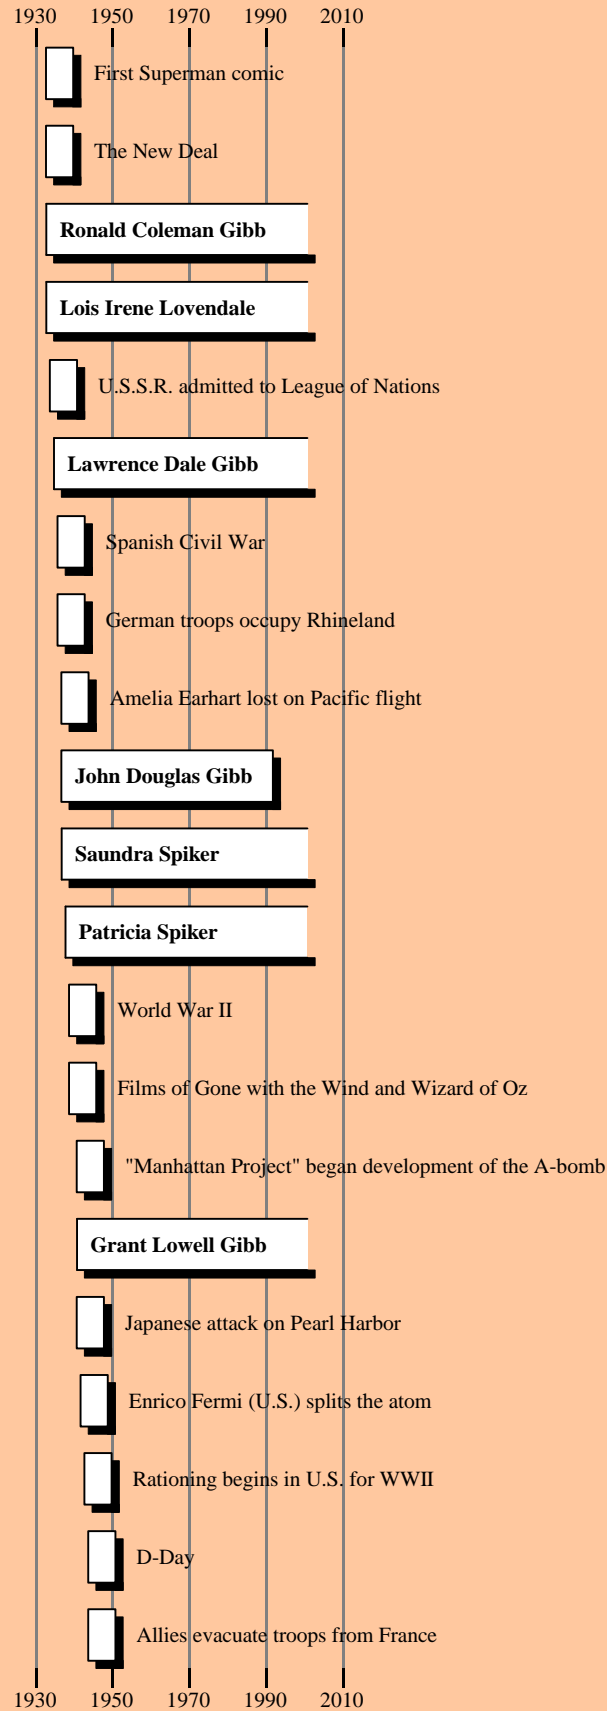 1930 1950 1970 1990 2010
First Superman comic
The New Deal
Ronald Coleman Gibb
Lois Irene Lovendale
U.S.S.R. admitted to League of Nations
Lawrence Dale Gibb
Spanish Civil War
German troops occupy Rhineland
Amelia Earhart lost on Pacific flight
John Douglas Gibb
Saundra Spiker
Patricia Spiker
World War II
Films of Gone with the Wind and Wizard of Oz
"Manhattan Project" began development of the A-bomb
Grant Lowell Gibb
Japanese attack on Pearl Harbor
Enrico Fermi (U.S.) splits the atom
Rationing begins in U.S. for WWII
D-Day
Allies evacuate troops from France
1930 1950 1970 1990 2010